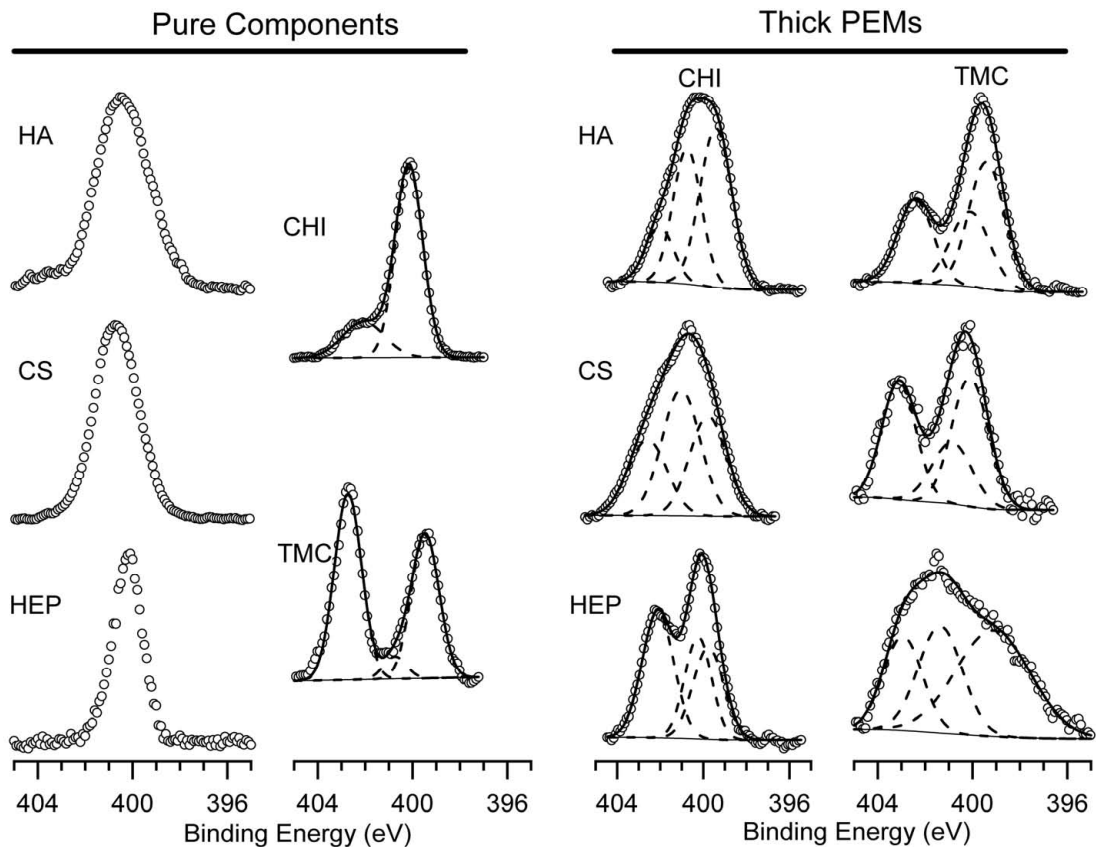 Pure Components
Thick PEMs
CHI
TMC
HA
HA
CHI
CS
CS
TMC
HEP
HEP
404 400 396
404 400 396
404 400 396
404 400 396
Binding Energy (eV)
Binding Energy (eV)